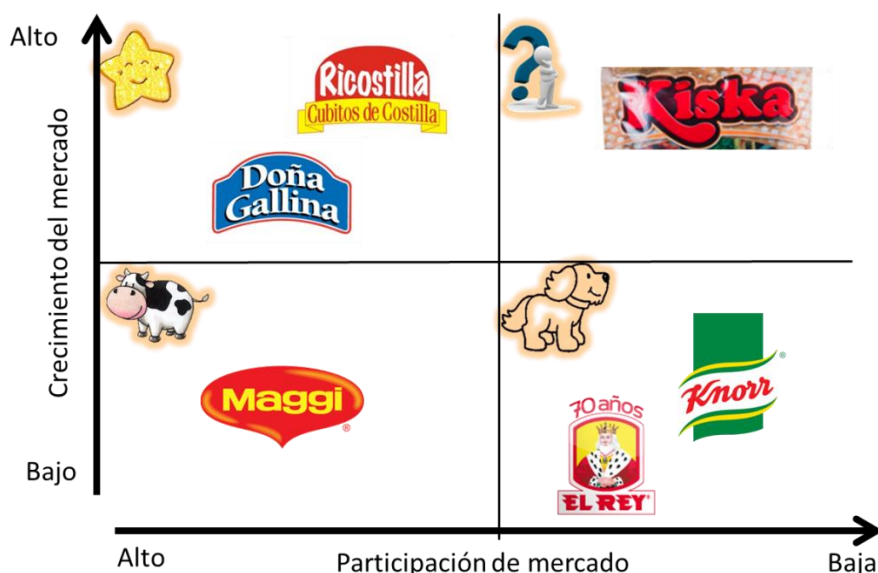 Alto
Crecimiento del mercado
Bajo
?
Ricostilla
Cubitos de Costilla
Doña
Gallina
Kiska
Maggi
®
70 años
EL REY
Knorr
®
Alto
Participación de mercado
Baja